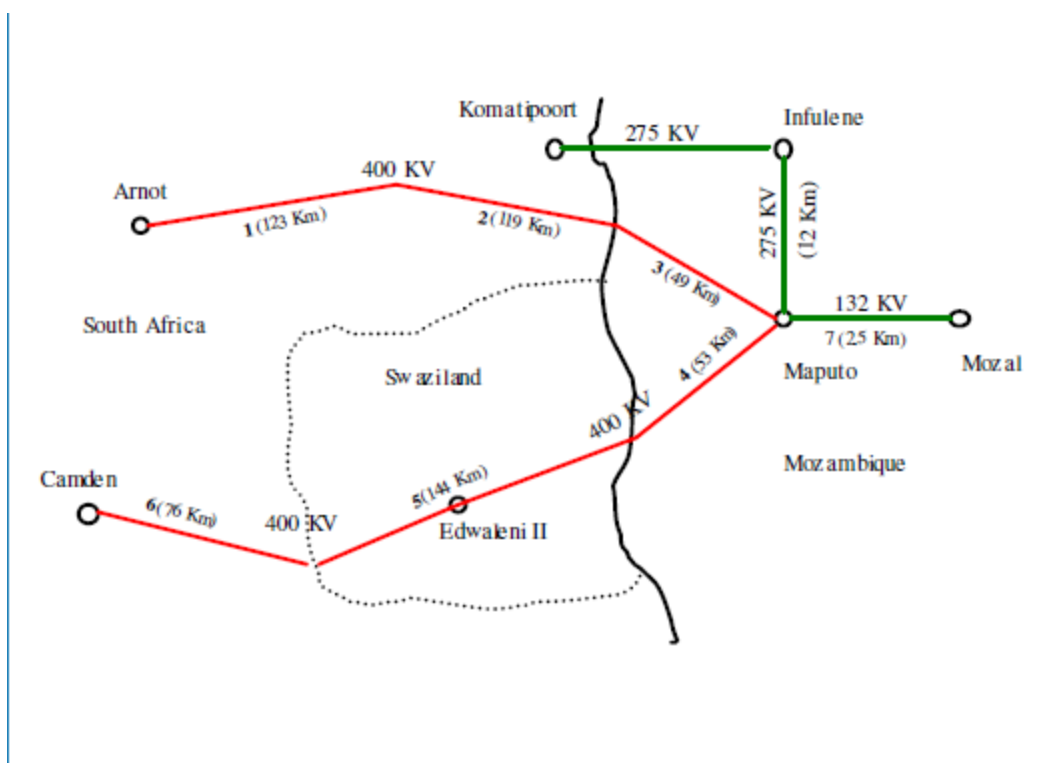 Komatipoort
Infulene
275 KV
400 KV
Arnot
275 KV
(12 Km)
1 (123 Km)
2 (119 Km)
3 (49 Km)
132 KV
7 (25 Km)
South Africa
Swaziland
4 (53 Km)
Maputo
Mozal
400 KV
Mozambique
Camden
5 (144 Km)
6 (76 Km)
400 KV
Edwaleni II